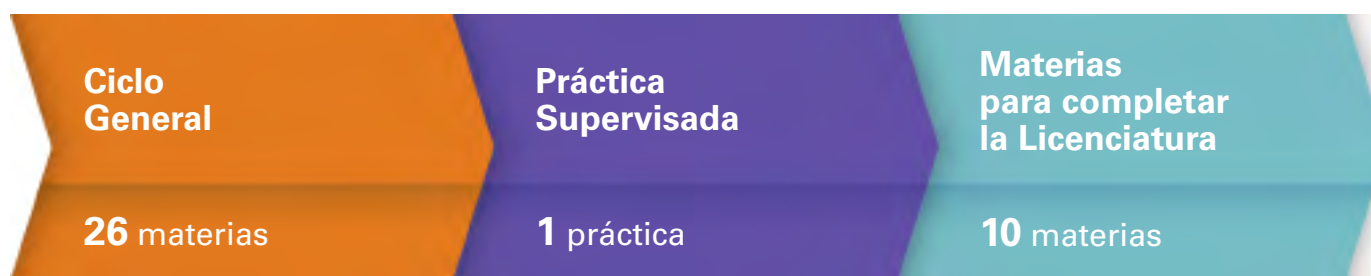 Ciclo
General
26 materias
Práctica
Supervisada
1 práctica
Materias
para completar
la Licenciatura
10 materias